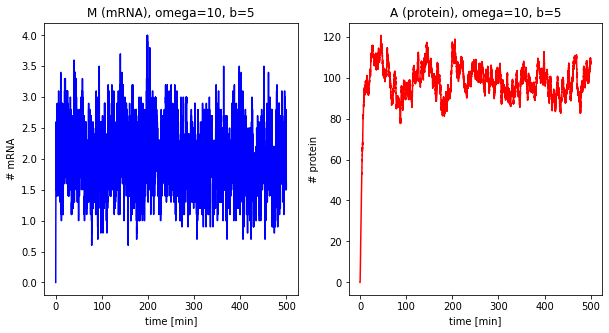 M (mRNA), omega=10, b=5
# mRNA
4.0
3.5
3.0
2.5
2.0
1.5
1.0
0.5
0.0
0 100 200 300 400 500
time [min]
A (protein), omega=10, b=5
# protein
120
100
80
60
40
20
0
0 100 200 300 400 500
time [min]